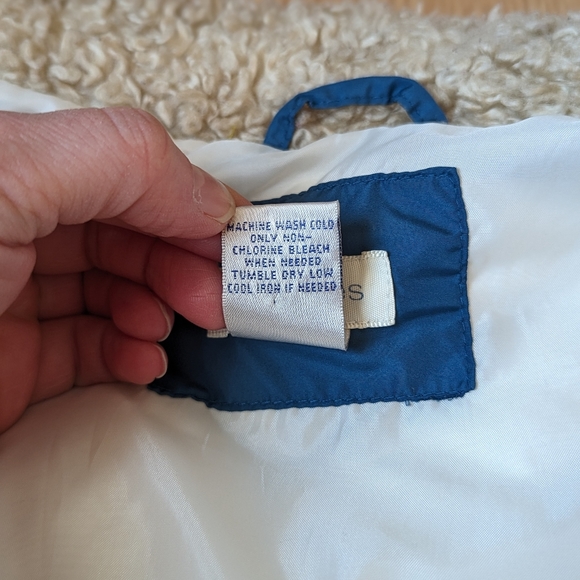 MACHINE WASH COLD
ONLY NON-
CHLORINE BLEACH
WHEN NEEDED
TUMBLE DRY LOW
COOL IRON IF NEEDED
S